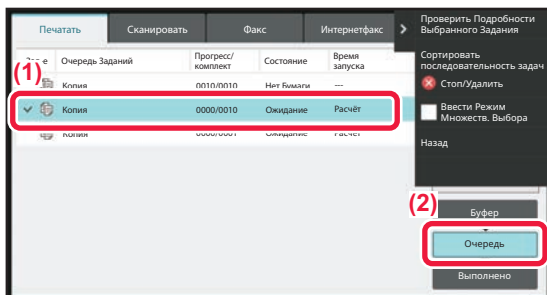 Печатать Сканировать Факс Интернетфакс
Проверить Подробности
Выбранного Задания
Сортировать
последовательность задач
Стоп/Удалить
Ввести Режим
Множеств. Выбора
Назад
Очередь Заданий Прогресс/комплект Состояние Время запуска
(1)
Копия 0010/0010 Нет Бумаги ---
Копия 0000/0010 Ожидание Расчёт
Копия 0000/0001 Ожидание Расчёт
(2)
Буфер
Очередь
Выполнено